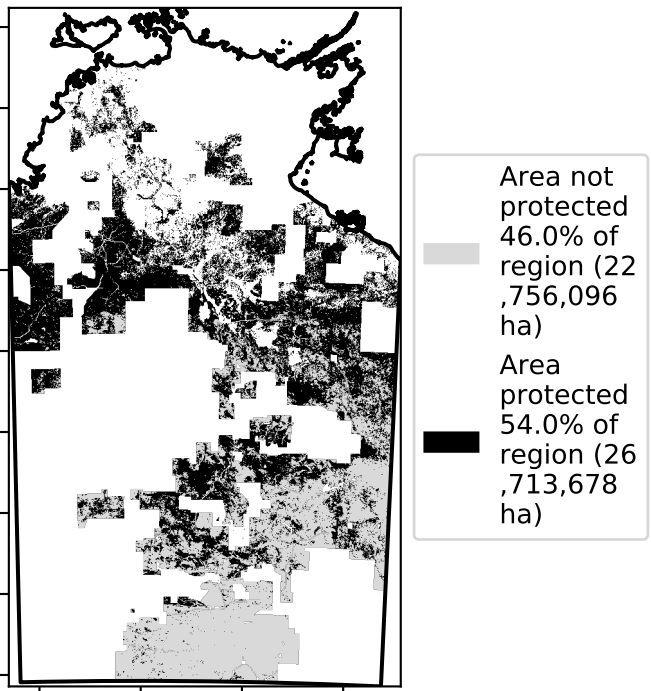 Area not
protected
46.0% of
region (22
,756,096
ha)
Area
protected
54.0% of
region (26
,713,678
ha)